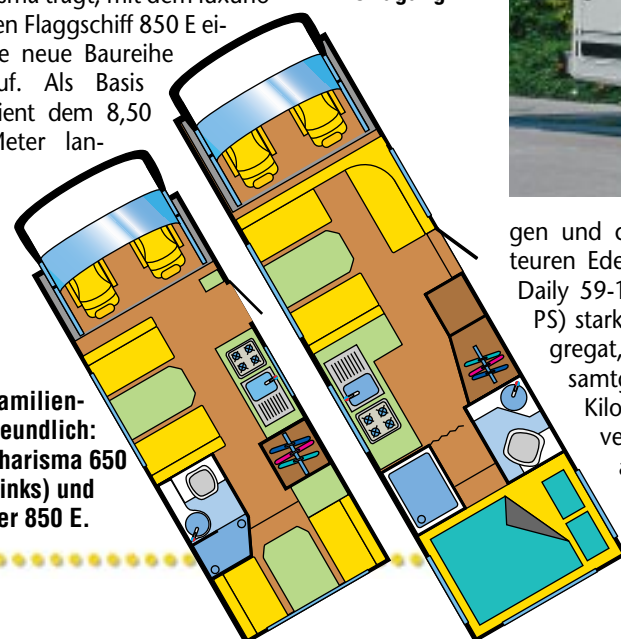 sma trägt, mit dem luxuriö-
en Flaggschiff 850 E ei-
e neue Baureihe
uf. Als Basis
ient dem 8,50
Meter lan-
amilien-
eundlich:
harisma 650
inks) und
er 850 E.
gen und
teuren Ede
Daily 59-1
PS) stark
gregat,
samtg
Kilo
ve
a